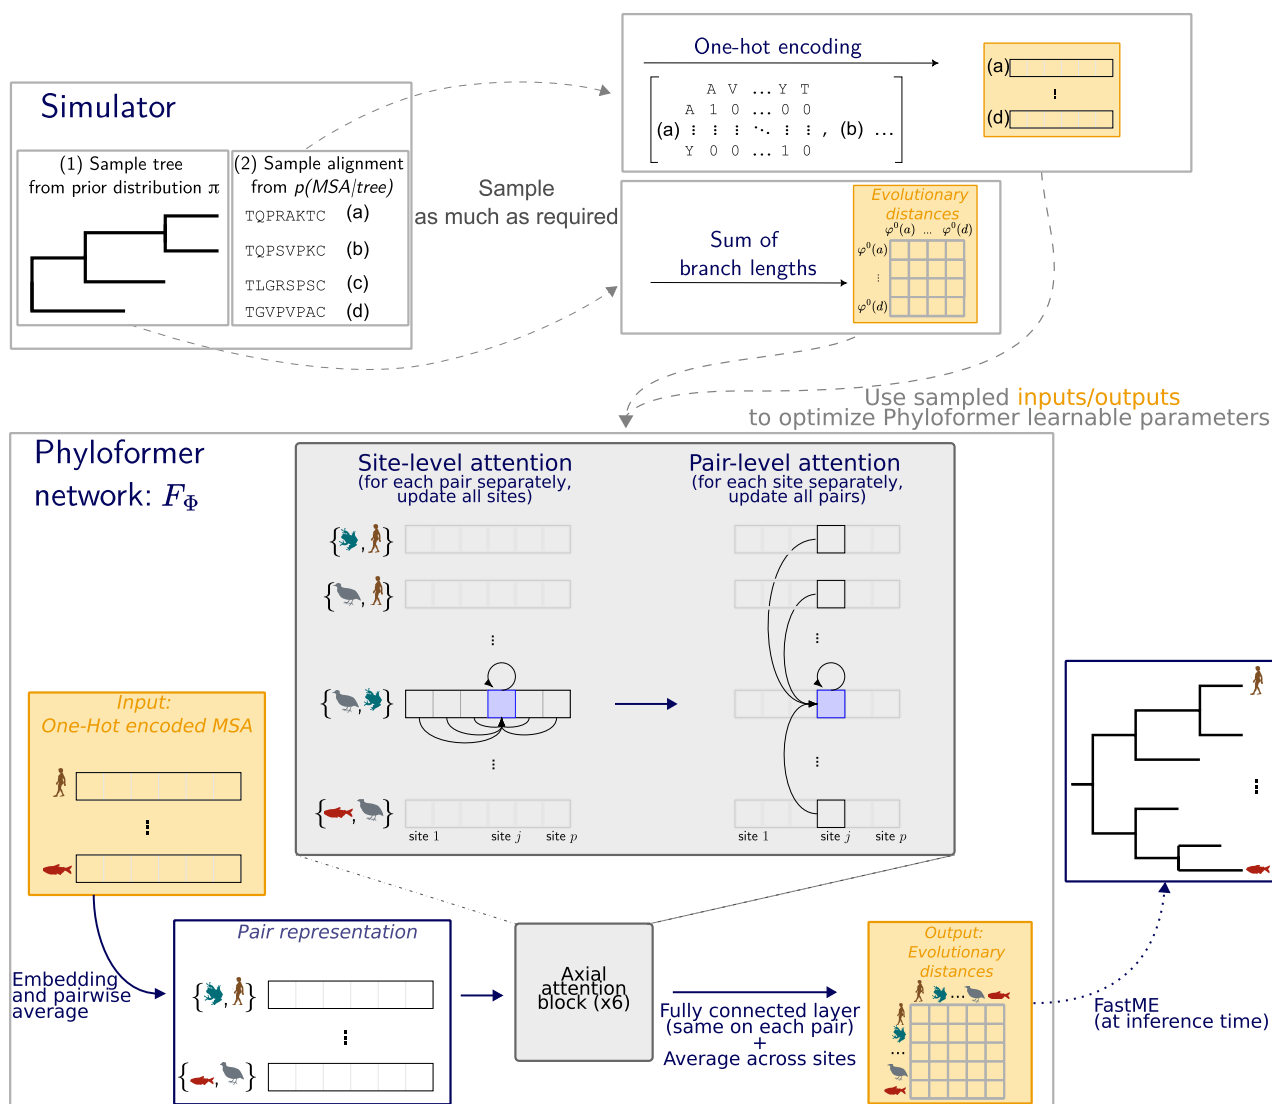 Simulator
(1) Sample tree
from prior distribution π
(2) Sample alignment
from p(MSA|tree)
TQPRAKTC (a)
TQPSVPKC (b)
TLGRSPSC (c)
TGVPVPAC (d)
Sample
as much as required
One-hot encoding
A V ... Y T
A 1 0 ... 0 0
(a) ⋮ ⋮ ⋮ ⋱ ⋮ ⋮ , (b) ...
Y 0 0 ... 1 0
(a)
⋮
(d)
Sum of
branch lengths
Evolutionary
distances
φ⁰(a) ... φ⁰(d)
φ⁰(a)
⋮
φ⁰(d)
Use sampled inputs/outputs
to optimize Phyloformer learnable parameters
Phyloformer
network: F_Φ
Site-level attention
(for each pair separately,
update all sites)
{ , }
{ , }
⋮
{ , }
⋮
{ , }
site 1 site j site p
Pair-level attention
(for each site separately,
update all pairs)
⋮
⋮
site 1 site j site p
Input:
One-Hot encoded MSA
⋮
Embedding
and pairwise
average
Pair representation
{ , }
⋮
{ , }
Axial
attention
block (x6)
Fully connected layer
(same on each pair)
+
Average across sites
Output:
Evolutionary
distances
...
...
FastME
(at inference time)
⋮